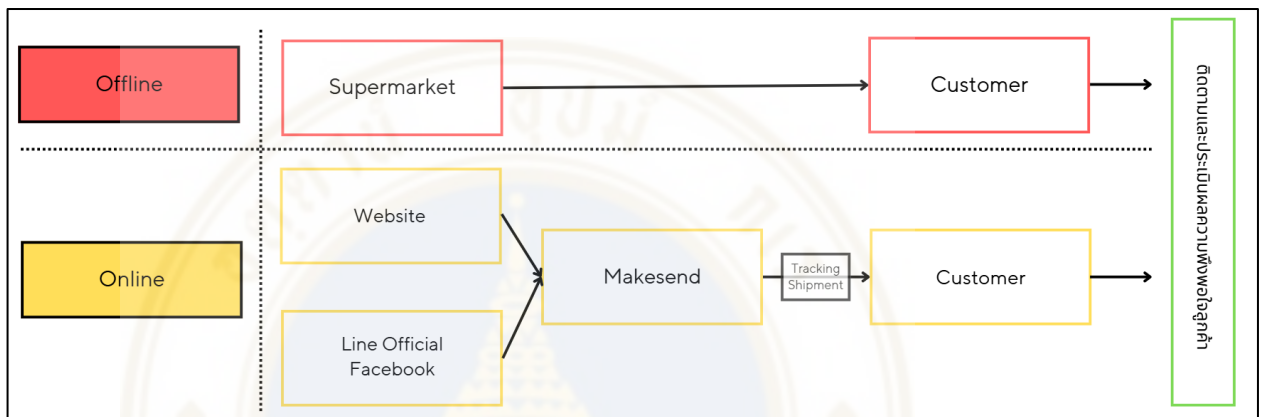 Offline
Supermarket
Customer
Online
Website
Line Official
Facebook
Makesend
Tracking
Shipment
Customer
ติดตามและประเมินผลความพึงพอใจลูกค้า